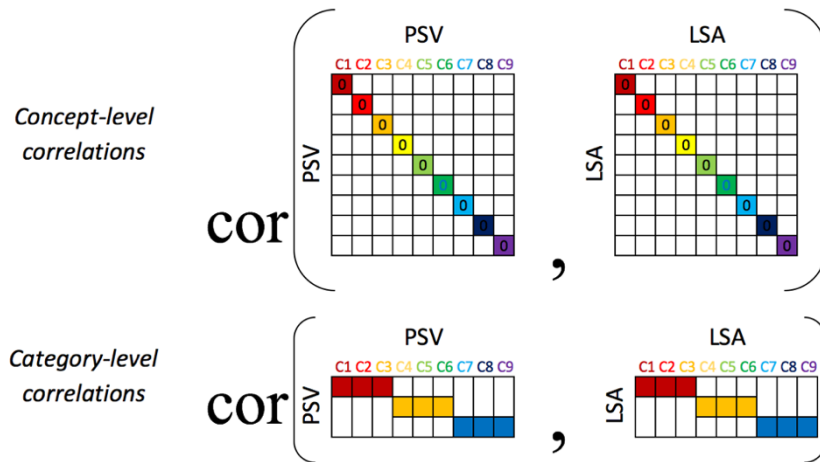 PSV LSA
C1 C2 C3 C4 C5 C6 C7 C8 C9 C1 C2 C3 C4 C5 C6 C7 C8 C9
Concept-level
correlations
cor ( PSV 0 0 0 0 0 0 0 0 0 , LSA 0 0 0 0 0 0 0 0 0 )
PSV LSA
C1 C2 C3 C4 C5 C6 C7 C8 C9 C1 C2 C3 C4 C5 C6 C7 C8 C9
Category-level
correlations
cor ( PSV , LSA )